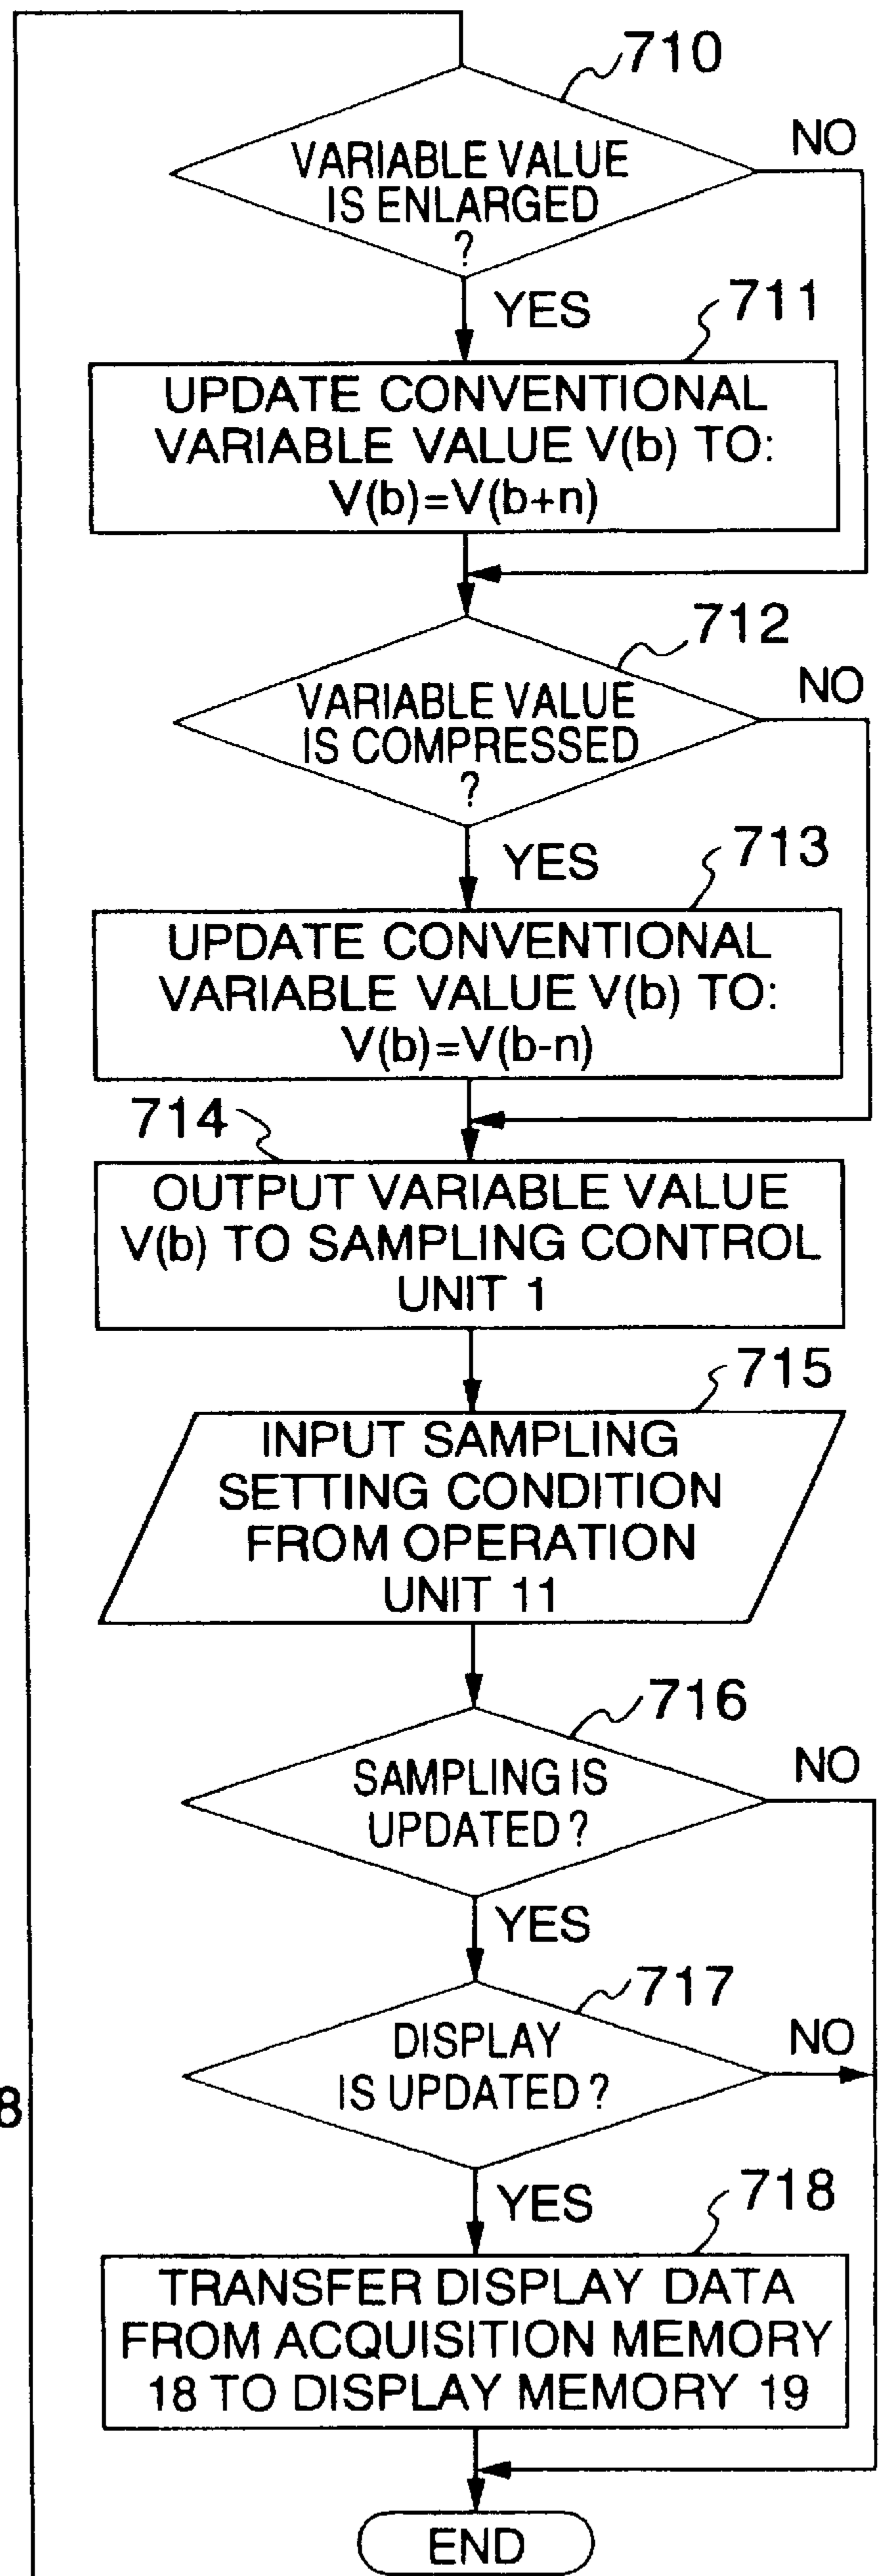 710
VARIABLE VALUE
IS ENLARGED
?
NO
YES
711
UPDATE CONVENTIONAL
VARIABLE VALUE V(b) TO:
V(b)=V(b+n)
712
VARIABLE VALUE
IS COMPRESSED
?
NO
YES
713
UPDATE CONVENTIONAL
VARIABLE VALUE V(b) TO:
V(b)=V(b-n)
714
OUTPUT VARIABLE VALUE
V(b) TO SAMPLING CONTROL
UNIT 1
715
INPUT SAMPLING
SETTING CONDITION
FROM OPERATION
UNIT 11
716
SAMPLING IS
UPDATED ?
NO
YES
717
DISPLAY
IS UPDATED ?
NO
8
YES
718
TRANSFER DISPLAY DATA
FROM ACQUISITION MEMORY
18 TO DISPLAY MEMORY 19
END